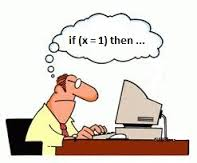 if (x = 1) then ...